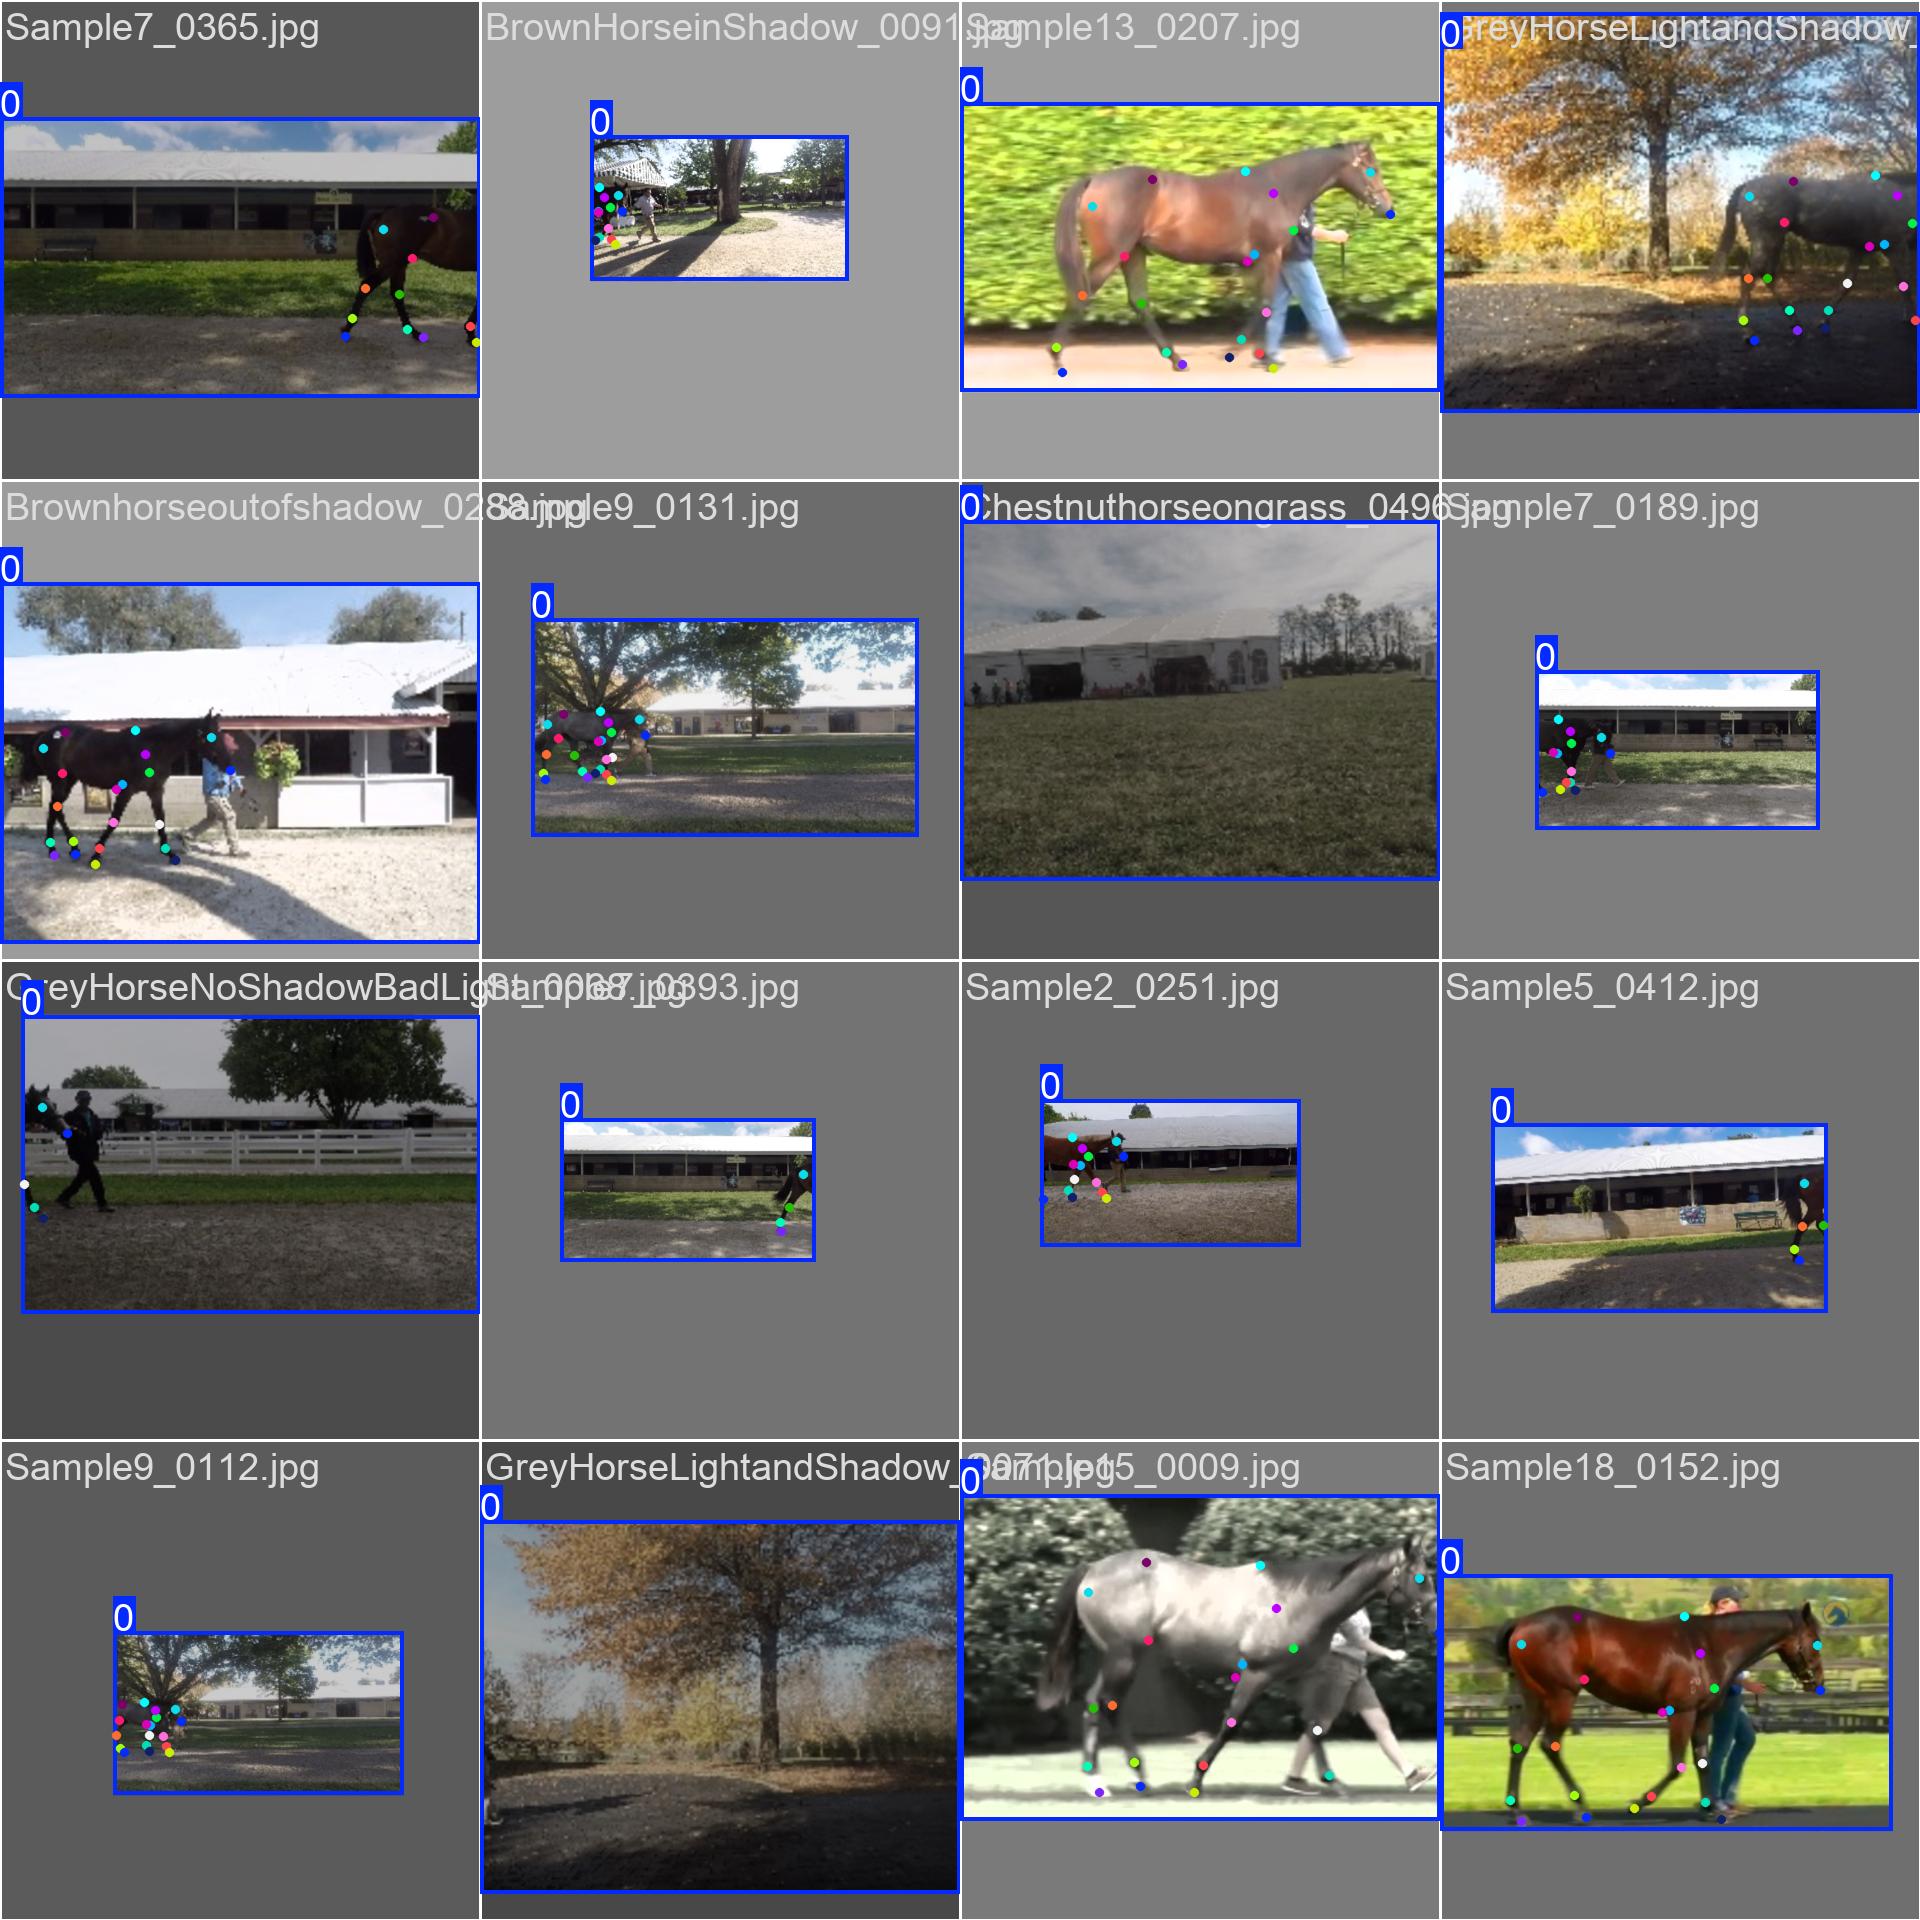 Sample7_0365.jpg
BrownHorseinShadow_0091.jpg
Sample13_0207.jpg
GreyHorseLightandShadow_
0
0
0
0
Brownhorseoutofshadow_0288.jpg
Sample9_0131.jpg
Chestnuthorseongrass_0496.jpg
Sample7_0189.jpg
0
0
0
0
GreyHorseNoShadowBadLight_0068.jpg
Sample7_0393.jpg
Sample2_0251.jpg
Sample5_0412.jpg
0
0
0
0
Sample9_0112.jpg
GreyHorseLightandShadow_0071.jpg
Sample15_0009.jpg
Sample18_0152.jpg
0
0
0
0